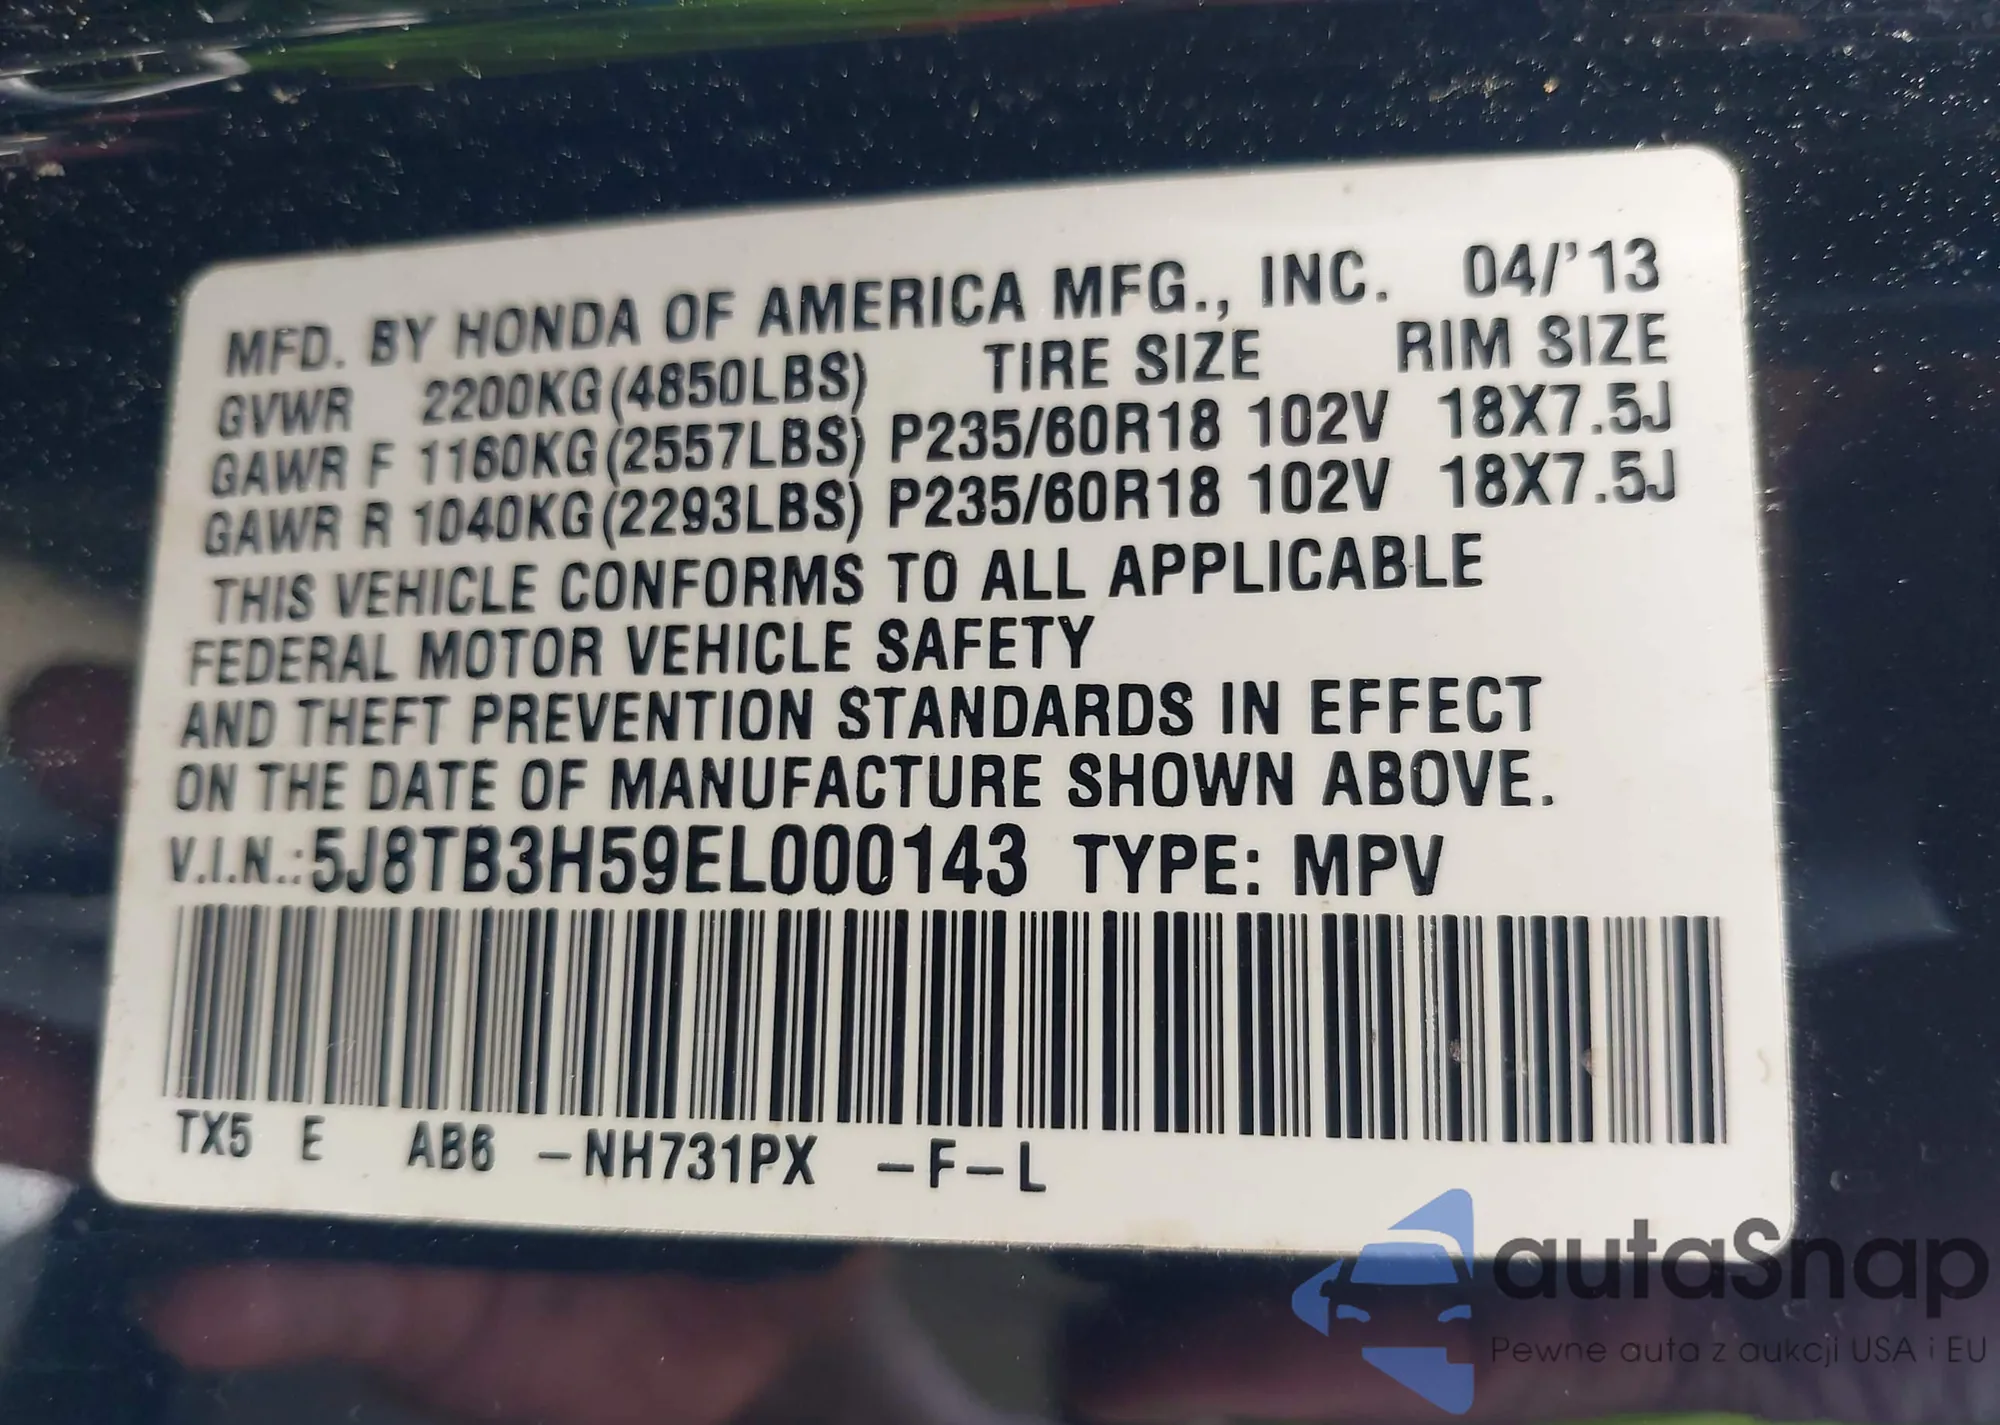 MFD. BY HONDA OF AMERICA MFG., INC. 04/'13
GVWR 2200KG(4850LBS) TIRE SIZE RIM SIZE
GAWR F 1160KG(2557LBS) P235/60R18 102V 18X7.5J
GAWR R 1040KG(2293LBS) P235/60R18 102V 18X7.5J
THIS VEHICLE CONFORMS TO ALL APPLICABLE
FEDERAL MOTOR VEHICLE SAFETY
AND THEFT PREVENTION STANDARDS IN EFFECT
ON THE DATE OF MANUFACTURE SHOWN ABOVE.
V.I.N.:5J8TB3H59EL000143 TYPE: MPV
TX5 E AB6 -NH731PX -F-L
autaSnap
Pewne auta z aukcji USA i EU